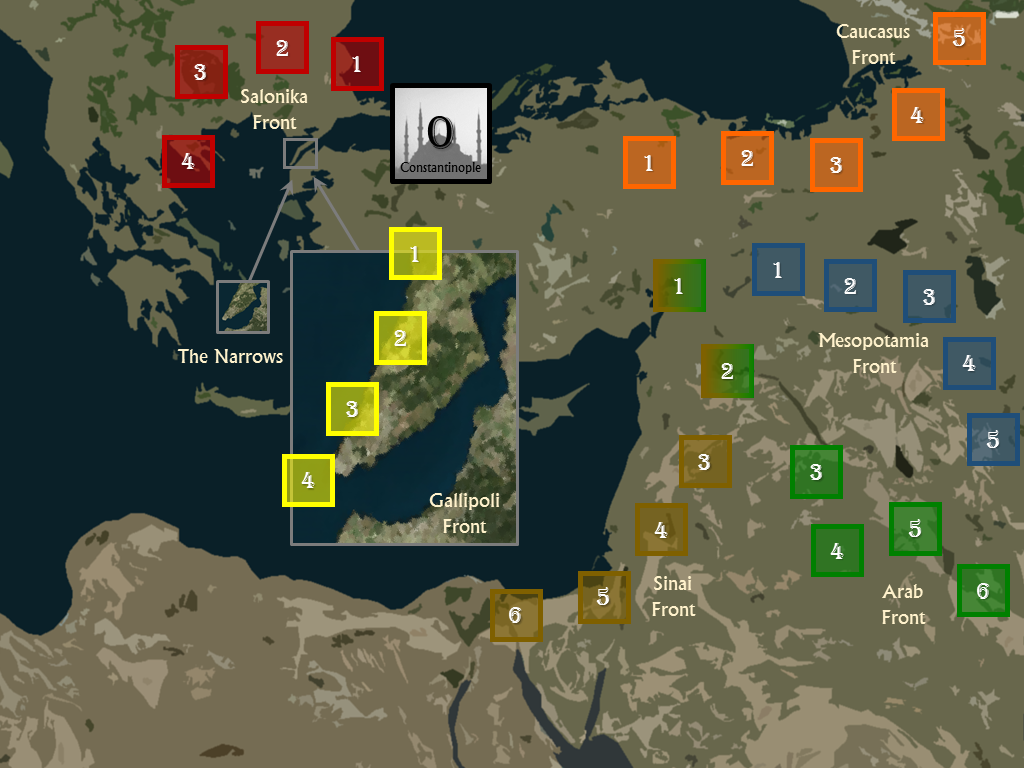 Caucasus
Front
5
2
1
3
Salonika
Front
4
0
Constantinople
4
1
2
3
1
2
3
4
5
Mesopotamia
Front
1
2
3
4
Gallipoli
Front
The Narrows
1
2
3
4
5
6
Sinai
Front
3
4
5
6
Arab
Front